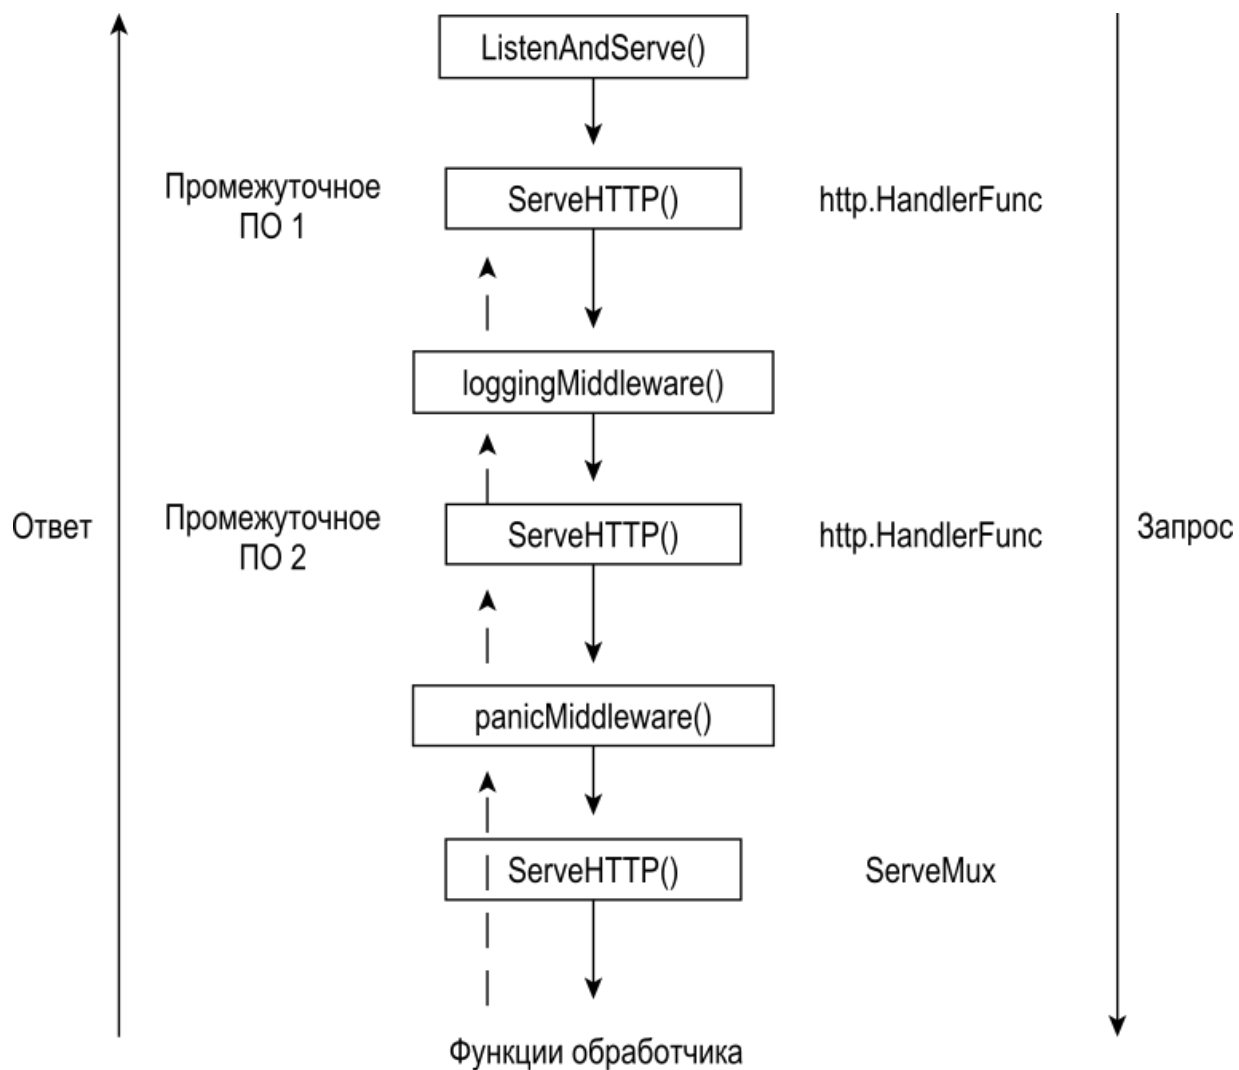 ListenAndServe()
Промежуточное
ПО 1
ServeHTTP()
http.HandlerFunc
loggingMiddleware()
Ответ
Промежуточное
ПО 2
ServeHTTP()
http.HandlerFunc
Запрос
panicMiddleware()
ServeHTTP()
ServeMux
Функции обработчика